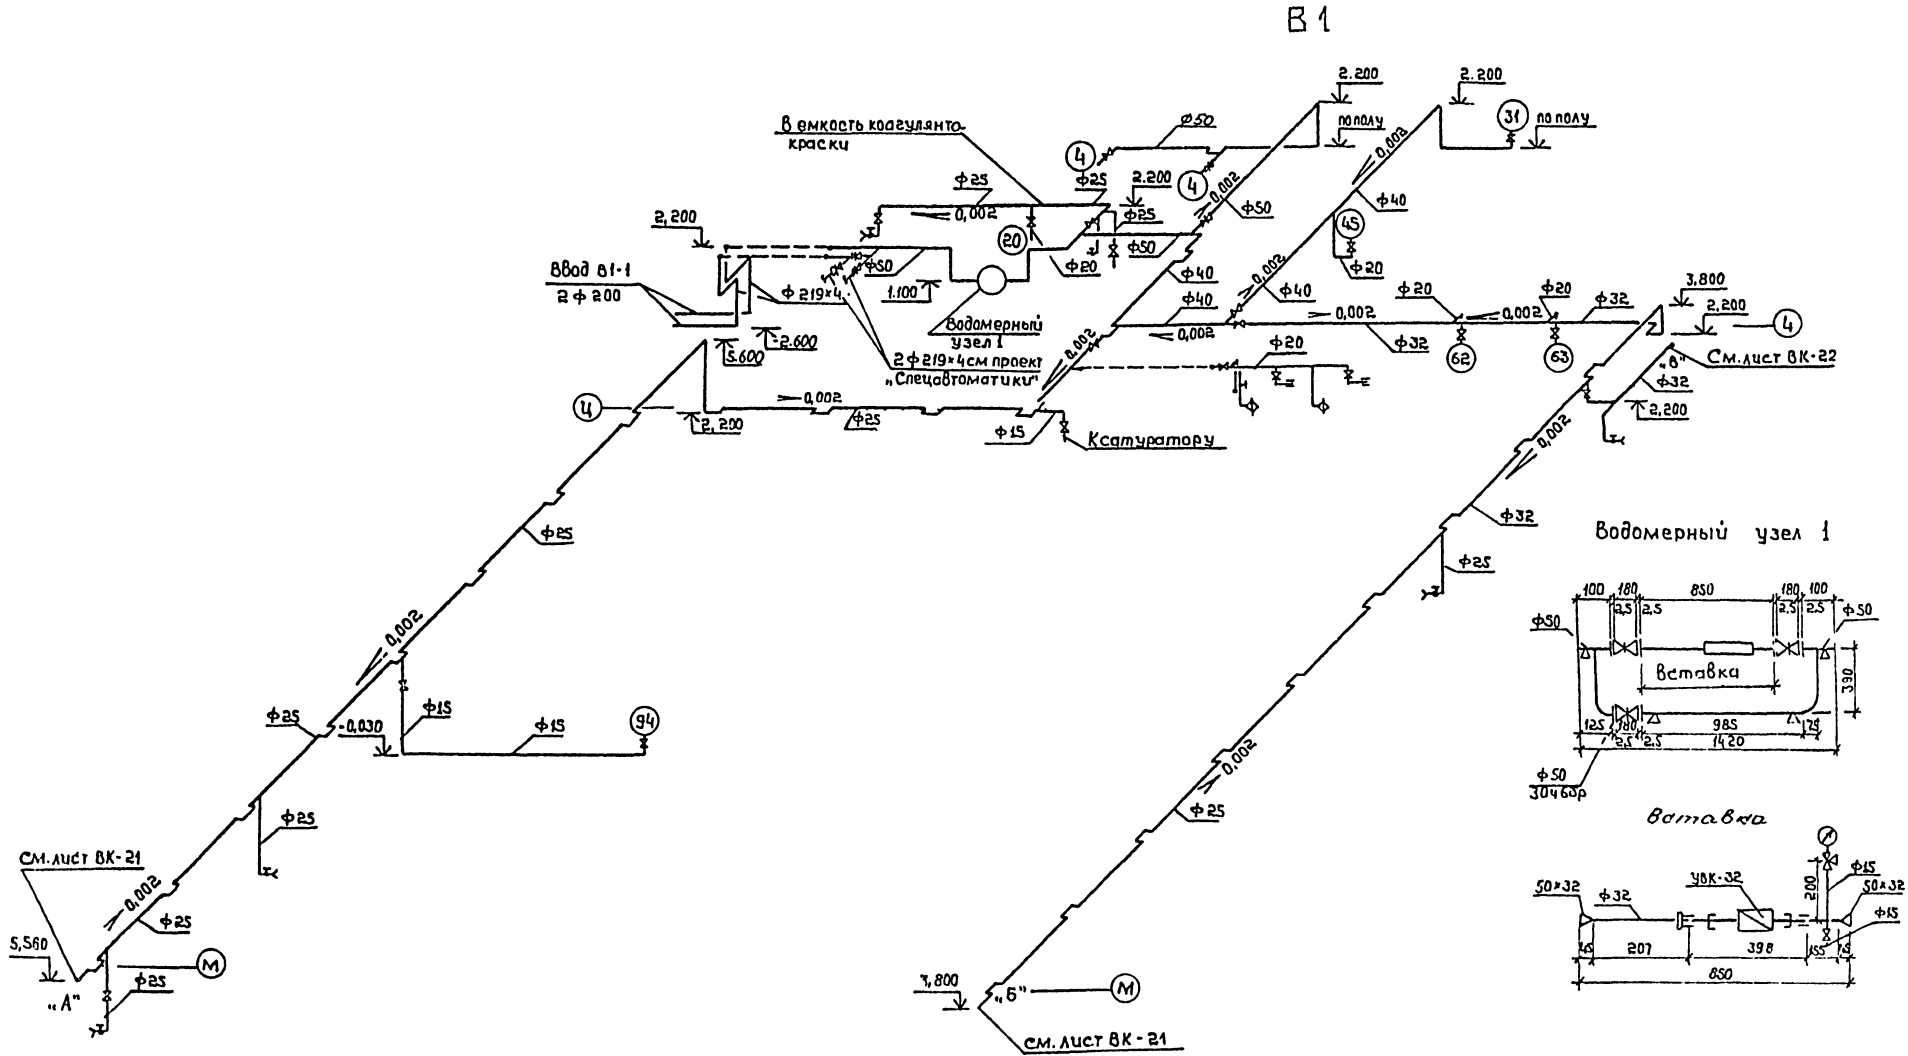 В1
2.200
2.200
по полу
31
по полу
В емкость коагулянта
краски
ф50
4
4
0,002
ф25
ф25
2.200
ф25
0,002
0,002
ф50
ф40
45
ф20
20
ф20
ф50
2,200
Ввод В1-1
2ф200
ф219×4
ф50
1.100
Водомерный
узел 1
2ф219×4 см проект
„Спецавтоматики"
-2.600
5.600
ф40
ф40
0,002
0,002
ф40
0,002
ф20
0,002
ф20
ф32
0,002
3,800
2,200
4
62
63
ф32
ф20
„В"
См.лист ВК-22
ф32
2,200
Ч
2,200
0,002
ф25
ф15
К сатуратору
0,002
ф25
ф32
ф25
0,002
ф25
-0,030
ф15
ф15
94
ф25
0,002
ф25
См.лист ВК-21
0,002
ф25
5,560
М
„А"
ф25
3,800
„Б"
М
См.лист ВК-21
Водомерный узел 1
100
180
850
180
100
2,5
2,5
2,5
2,5
ф50
ф50
вставка
390
125
180
985
75
2,5
2,5
1420
ф50
30ч6бр
Вставка
50×32
ф32
УВК-32
200
ф15
50×32
ф15
207
398
155
850